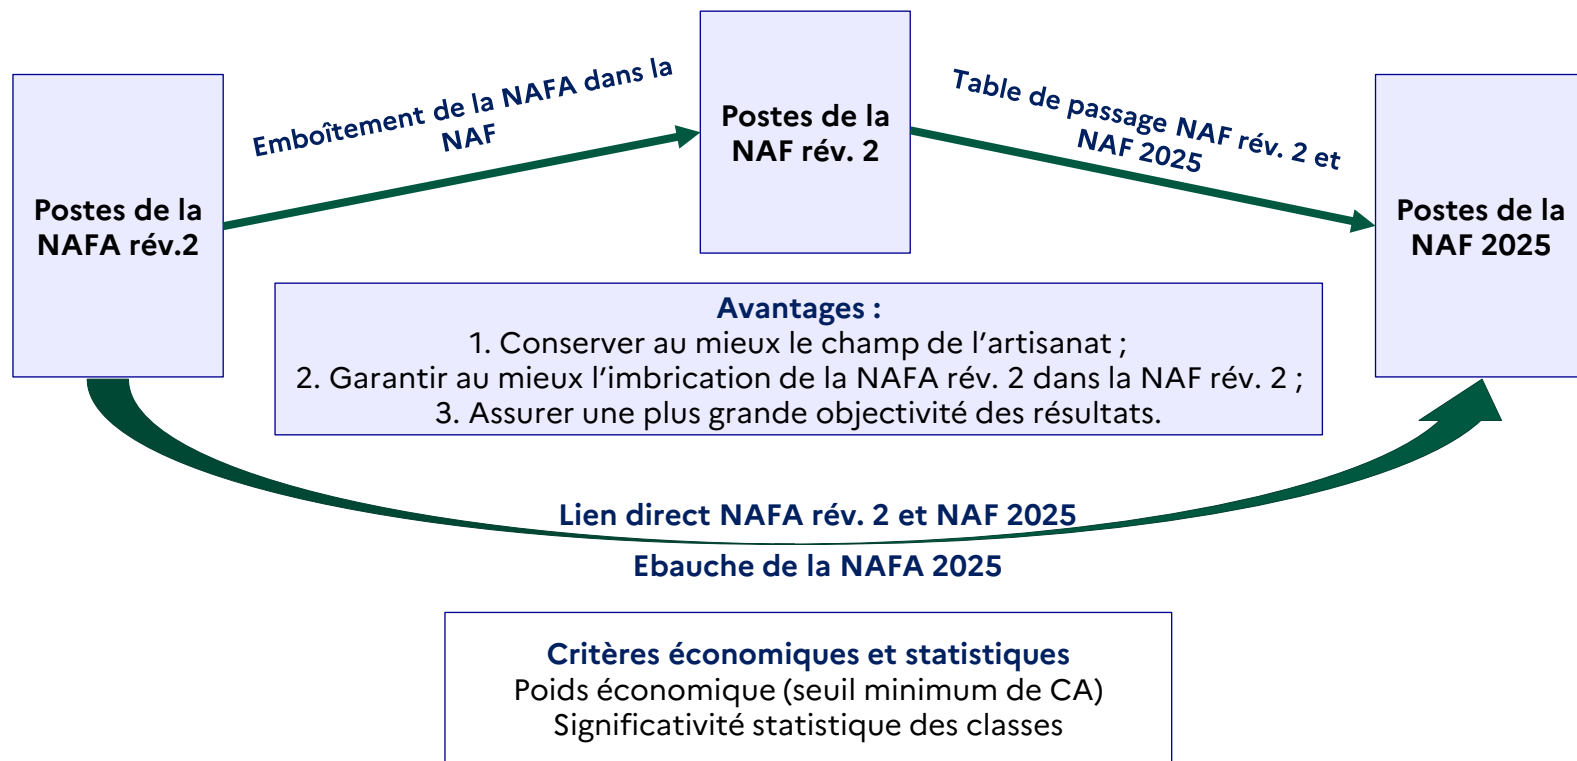 Postes de la
NAFA rév.2
Emboîtement de la NAFA dans la
NAF
Postes de la
NAF rév. 2
Table de passage NAF rév. 2 et
NAF 2025
Postes de la
NAF 2025
Avantages :
1. Conserver au mieux le champ de l’artisanat ;
2. Garantir au mieux l’imbrication de la NAFA rév. 2 dans la NAF rév. 2 ;
3. Assurer une plus grande objectivité des résultats.
Lien direct NAFA rév. 2 et NAF 2025
Ebauche de la NAFA 2025
Critères économiques et statistiques
Poids économique (seuil minimum de CA)
Significativité statistique des classes